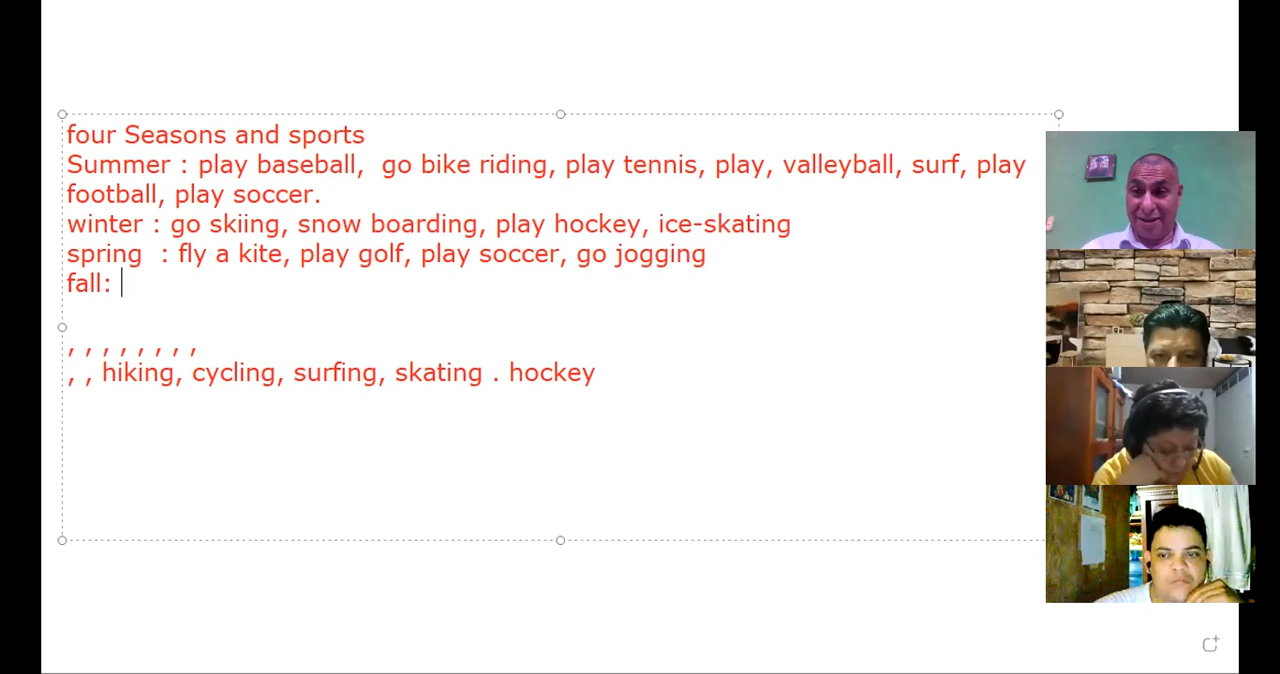 four Seasons and sports
Summer : play baseball,  go bike riding, play tennis, play, valleyball, surf, play
football, play soccer.
winter : go skiing, snow boarding, play hockey, ice-skating
spring  : fly a kite, play golf, play soccer, go jogging
fall:
, , , , , , , ,
, , hiking, cycling, surfing, skating . hockey